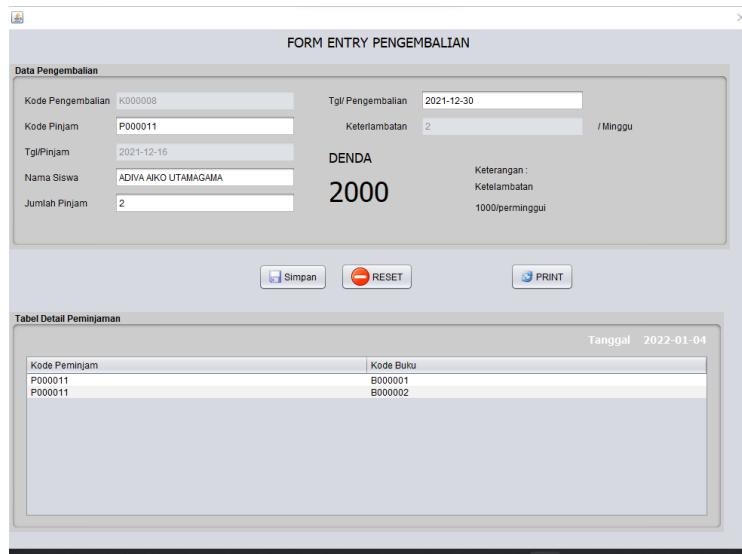 FORM ENTRY PENGEMBALIAN
Data Pengembalian
Kode Pengembalian K000008 Tgl/ Pengembalian 2021-12-30
Kode Pinjam P000011 Keterlambatan 2 / Minggu
Tgl/Pinjam 2021-12-16
DENDA
Nama Siswa ADIVA AIKO UTAMAGAMA
Keterangan :
Ketelambatan
2000
Jumlah Pinjam 2
1000/perminggui
Simpan RESET PRINT
Tabel Detail Peminjaman
Tanggal 2022-01-04
Kode Peminjam Kode Buku
P000011 B000001
P000011 B000002